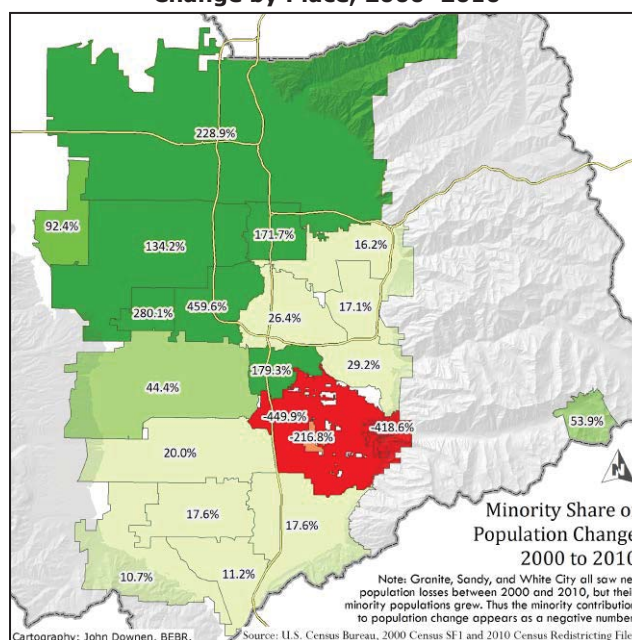 Change by Place, 2000–2010
228.9%
92.4%
134.2%
171.7%
16.2%
280.1%
459.6%
26.4%
17.1%
179.3%
29.2%
44.4%
-449.9%
-418.6%
-216.8%
53.9%
20.0%
17.6%
17.6%
10.7%
11.2%
N
Minority Share o
Population Change
2000 to 2010
Note: Granite, Sandy, and White City all saw ne
population losses between 2000 and 2010, but thei
minority populations grew. Thus the minority contribution
to population change appears as a negative number
Cartography: John Downen, BEBR.
Source: U.S. Census Bureau, 2000 Census SF1 and 2010 Census Redistricting File